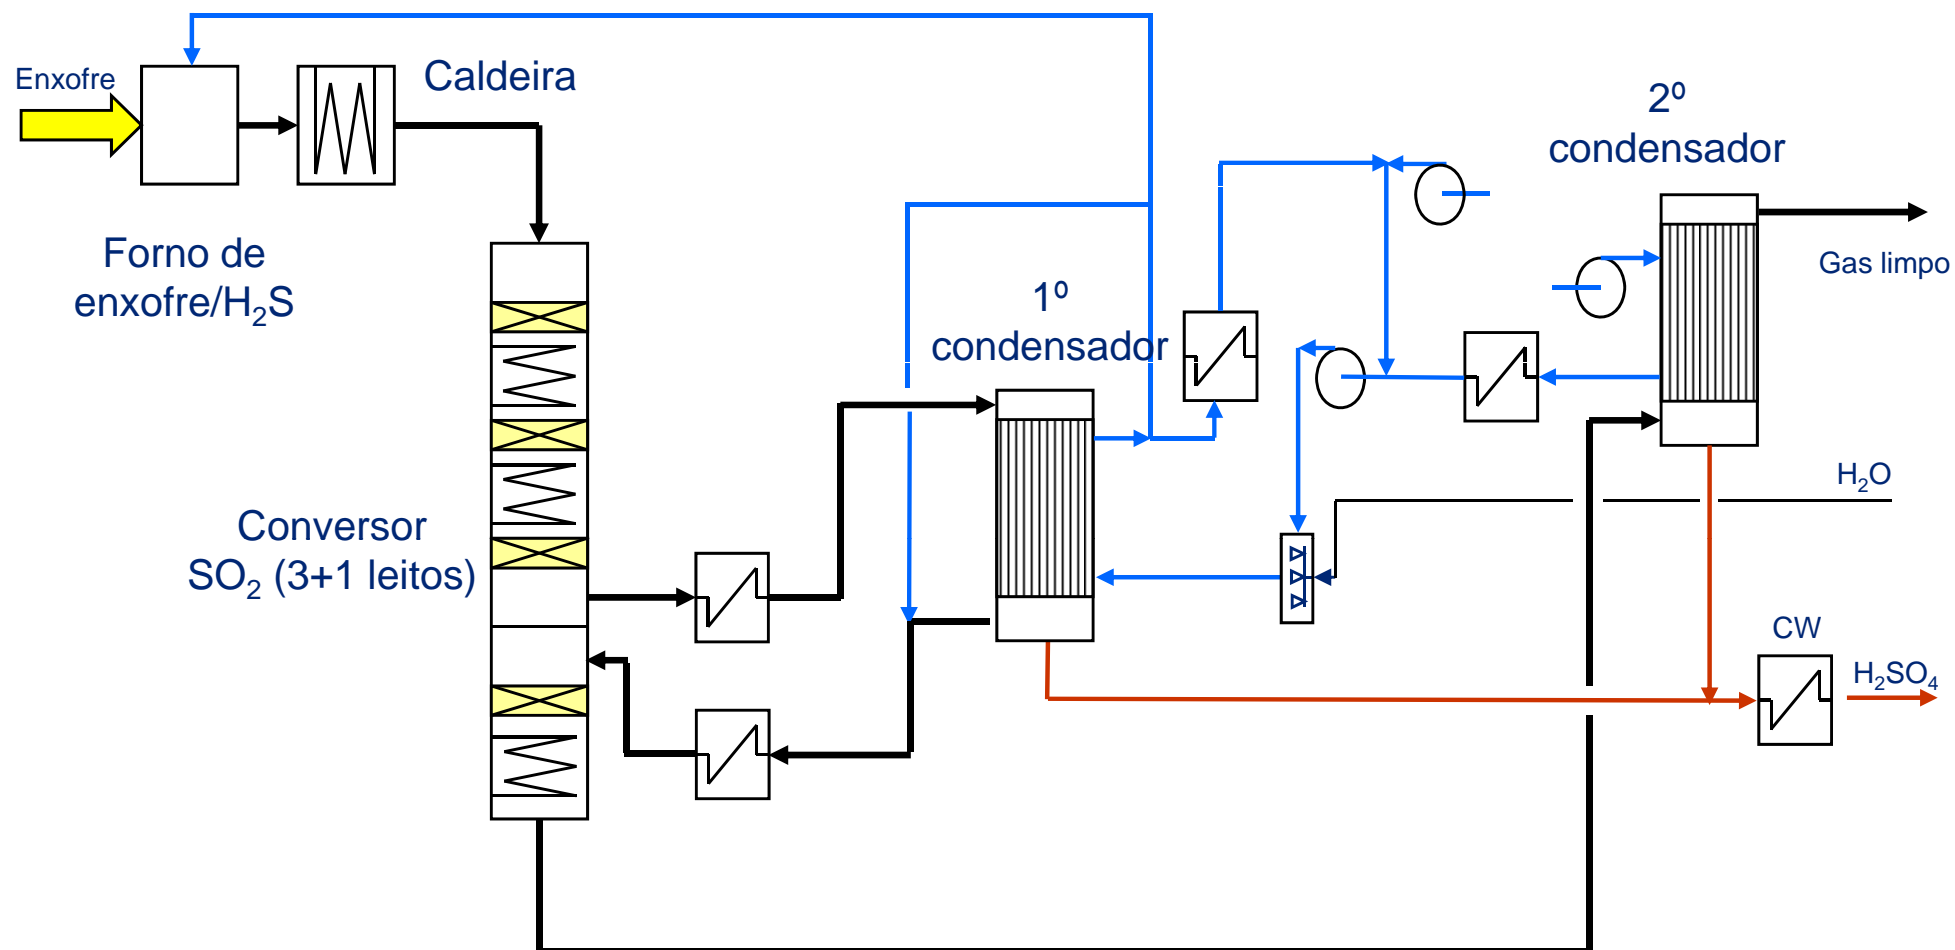 Enxofre
Caldeira
2º
condensador
Forno de
enxofre/H₂S
Gas limpo
1º
condensador
H₂O
Conversor
SO₂ (3+1 leitos)
CW
H₂SO₄